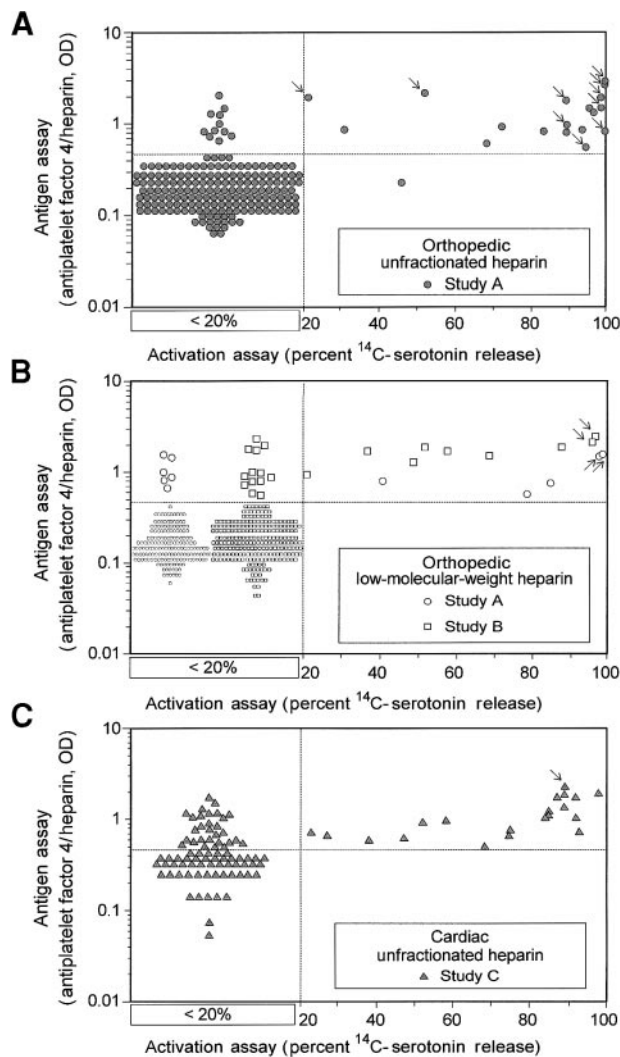 A
10
1
0.1
0.01
Antigen assay
(antiplatelet factor 4/heparin, OD)
Orthopedic
unfractionated heparin
Study A
< 20%
20 40 60 80 100
Activation assay (percent ¹⁴C-serotonin release)
B
10
1
0.1
0.01
Antigen assay
(antiplatelet factor 4/heparin, OD)
Orthopedic
low-molecular-weight heparin
Study A
Study B
< 20%
20 40 60 80 100
Activation assay (percent ¹⁴C-serotonin release)
C
10
1
0.1
0.01
Antigen assay
(antiplatelet factor 4/heparin, OD)
Cardiac
unfractionated heparin
Study C
< 20%
20 40 60 80 100
Activation assay (percent ¹⁴C-serotonin release)